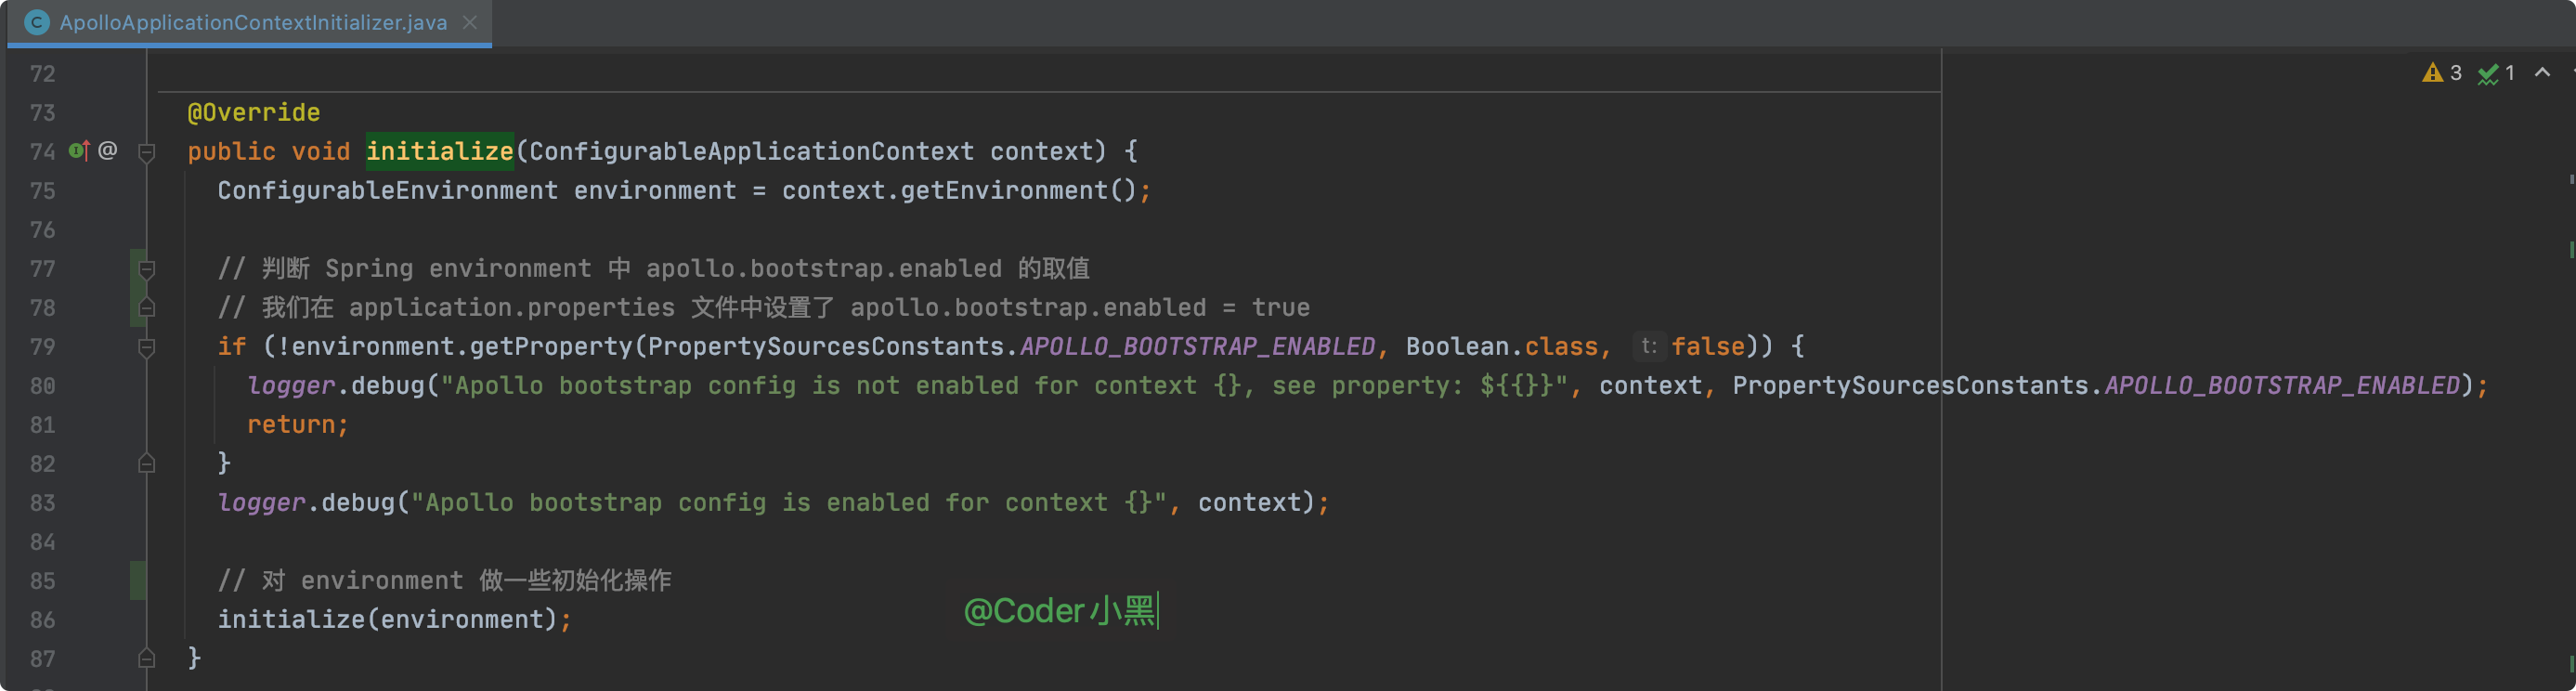 ApolloApplicationContextInitializer.java
3 1
72
73 @Override
74 @ public void initialize(ConfigurableApplicationContext context) {
75 ConfigurableEnvironment environment = context.getEnvironment();
76
77 // 判断 Spring environment 中 apollo.bootstrap.enabled 的取值
78 // 我们在 application.properties 文件中设置了 apollo.bootstrap.enabled = true
79 if (!environment.getProperty(PropertySourcesConstants.APOLLO_BOOTSTRAP_ENABLED, Boolean.class, t: false)) {
80 logger.debug("Apollo bootstrap config is not enabled for context {}, see property: ${{}}", context, PropertySourcesConstants.APOLLO_BOOTSTRAP_ENABLED);
81 return;
82 }
83 logger.debug("Apollo bootstrap config is enabled for context {}", context);
84
85 // 对 environment 做一些初始化操作
86 initialize(environment);
@Coder小黑
87 }